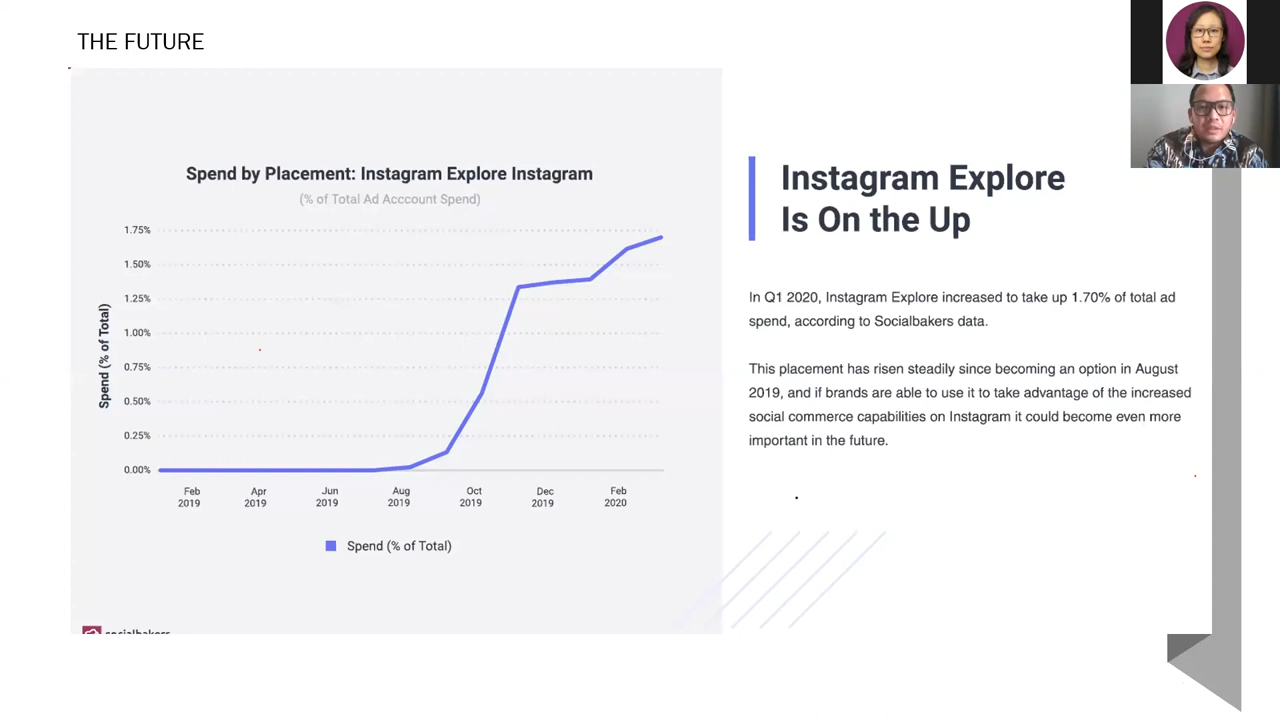 THE FUTURE
Spend by Placement: Instagram Explore Instagram
(% of Total Ad Acccount Spend)
1.75%
1.50%
1.25%
1.00%
0.75%
0.50%
0.25%
0.00%
Spend (% of Total)
Feb Apr Jun Aug Oct Dec Feb
2019 2019 2019 2019 2019 2019 2020
Spend (% of Total)
socialbakers
Instagram Explore
Is On the Up
In Q1 2020, Instagram Explore increased to take up 1.70% of total ad
spend, according to Socialbakers data.
This placement has risen steadily since becoming an option in August
2019, and if brands are able to use it to take advantage of the increased
social commerce capabilities on Instagram it could become even more
important in the future.